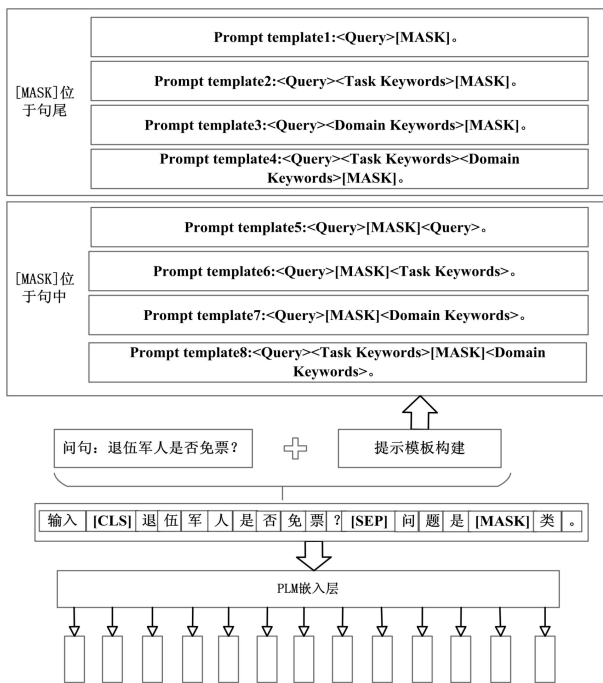 [MASK]位
于句尾
Prompt template1:<Query>[MASK]。
Prompt template2:<Query><Task Keywords>[MASK]。
Prompt template3:<Query><Domain Keywords>[MASK]。
Prompt template4:<Query><Task Keywords><Domain
Keywords>[MASK]。
[MASK]位
于句中
Prompt template5:<Query>[MASK]<Query>。
Prompt template6:<Query>[MASK]<Task Keywords>。
Prompt template7:<Query>[MASK]<Domain Keywords>。
Prompt template8:<Query><Task Keywords>[MASK]<Domain
Keywords>。
问句：退伍军人是否免票？
提示模板构建
输入 [CLS] 退 伍 军 人 是 否 免 票 ? [SEP] 问 题 是 [MASK] 类 。
PLM嵌入层